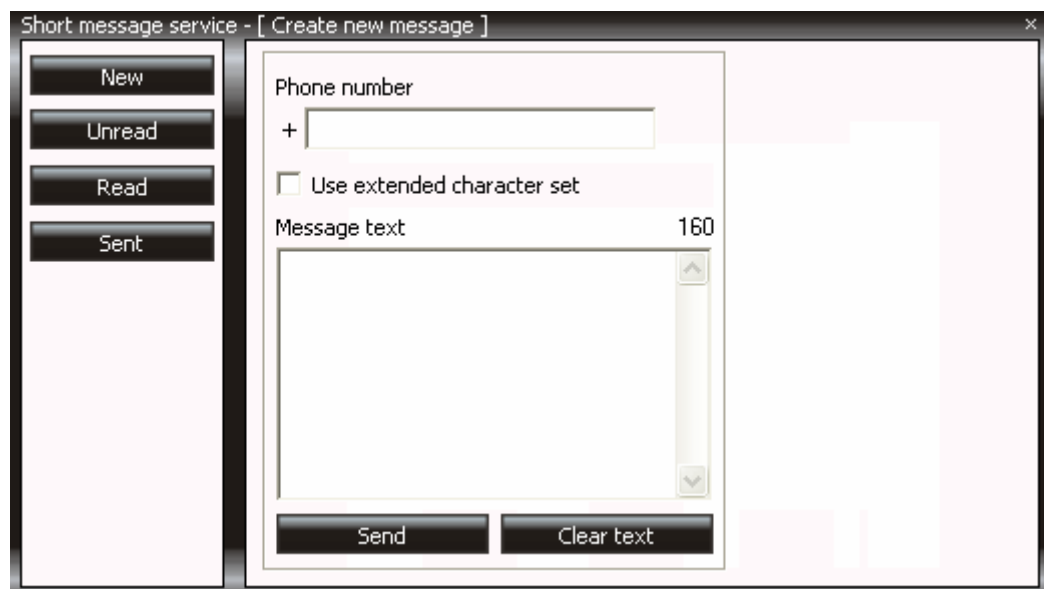 Short message service - [ Create new message ]
×
New
Unread
Read
Sent
Phone number
+
Use extended character set
Message text 160
Send
Clear text